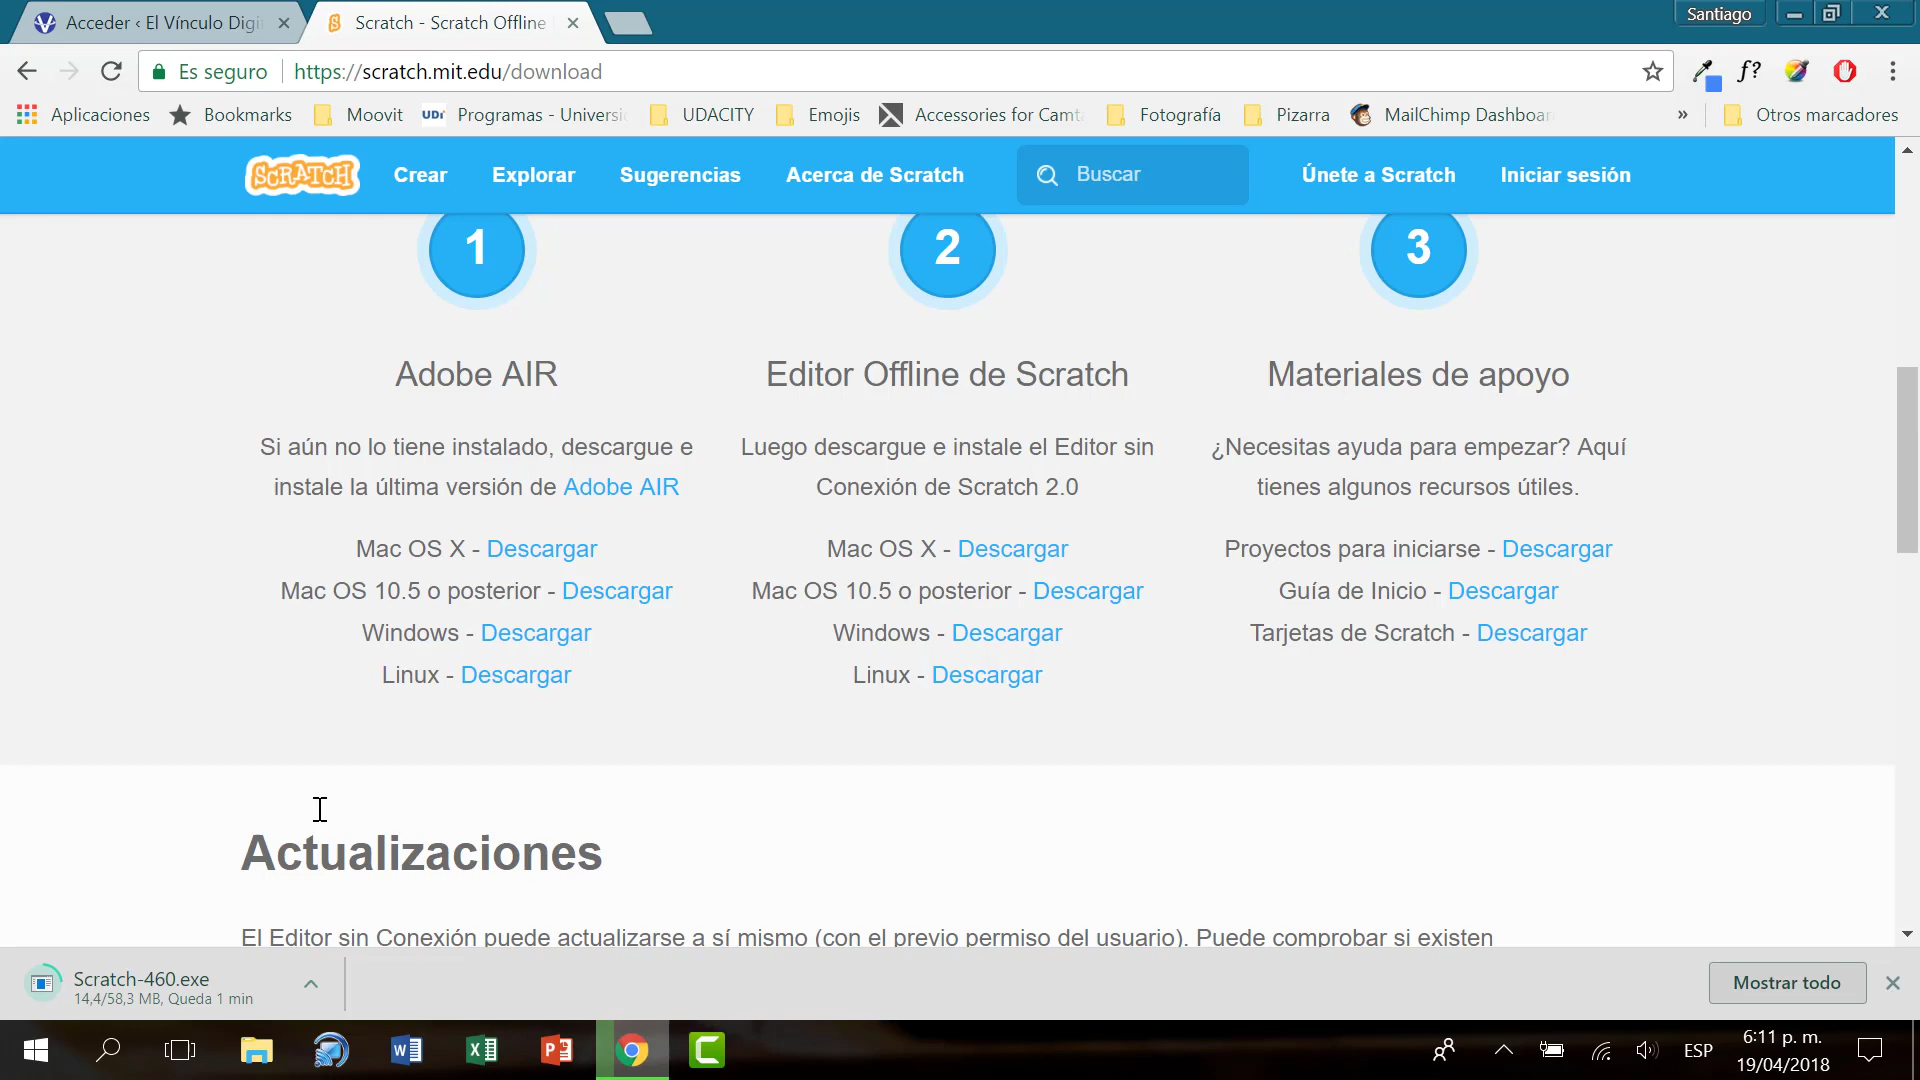 Acceder ‹ El Vínculo Digi
Scratch - Scratch Offline
Santiago
Es seguro
https://scratch.mit.edu/download
f?
Aplicaciones
Bookmarks
Moovit
UDI
Programas - Universi
UDACITY
Emojis
Accessories for Camt
Fotografía
Pizarra
MailChimp Dashboar
»
Otros marcadores
SCRATCH
Crear
Explorar
Sugerencias
Acerca de Scratch
Buscar
Únete a Scratch
Iniciar sesión
1
2
3
Adobe AIR
Si aún no lo tiene instalado, descargue e
instale la última versión de Adobe AIR
Mac OS X - Descargar
Mac OS 10.5 o posterior - Descargar
Windows - Descargar
Linux - Descargar
Editor Offline de Scratch
Luego descargue e instale el Editor sin
Conexión de Scratch 2.0
Mac OS X - Descargar
Mac OS 10.5 o posterior - Descargar
Windows - Descargar
Linux - Descargar
Materiales de apoyo
¿Necesitas ayuda para empezar? Aquí
tienes algunos recursos útiles.
Proyectos para iniciarse - Descargar
Guía de Inicio - Descargar
Tarjetas de Scratch - Descargar
Actualizaciones
El Editor sin Conexión puede actualizarse a sí mismo (con el previo permiso del usuario). Puede comprobar si existen
Scratch-460.exe
14,4/58,3 MB, Queda 1 min
Mostrar todo
ESP
6:11 p. m.
19/04/2018